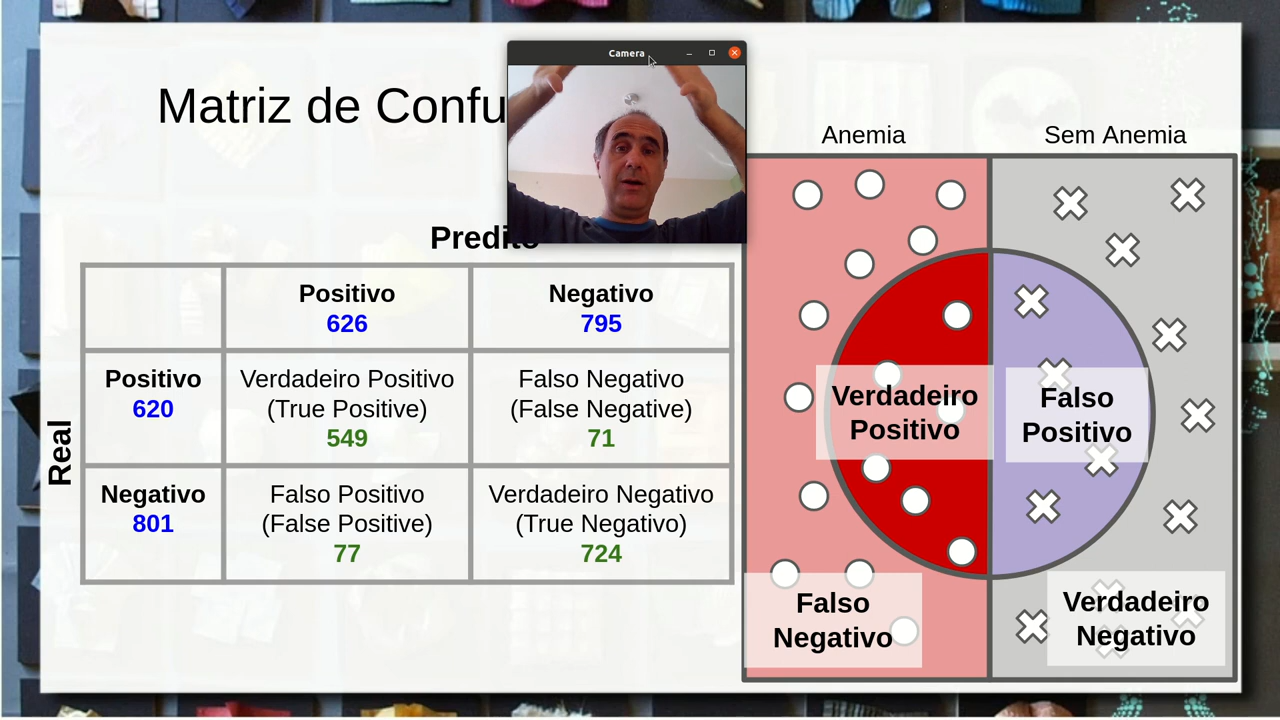 Camera
Matriz de Confu
Anemia
Sem Anemia
Predito
Positivo
626
Negativo
795
Real
Positivo
620
Verdadeiro Positivo
(True Positive)
549
Falso Negativo
(False Negative)
71
Negativo
801
Falso Positivo
(False Positive)
77
Verdadeiro Negativo
(True Negativo)
724
Verdadeiro
Positivo
Falso
Positivo
Falso
Negativo
Verdadeiro
Negativo